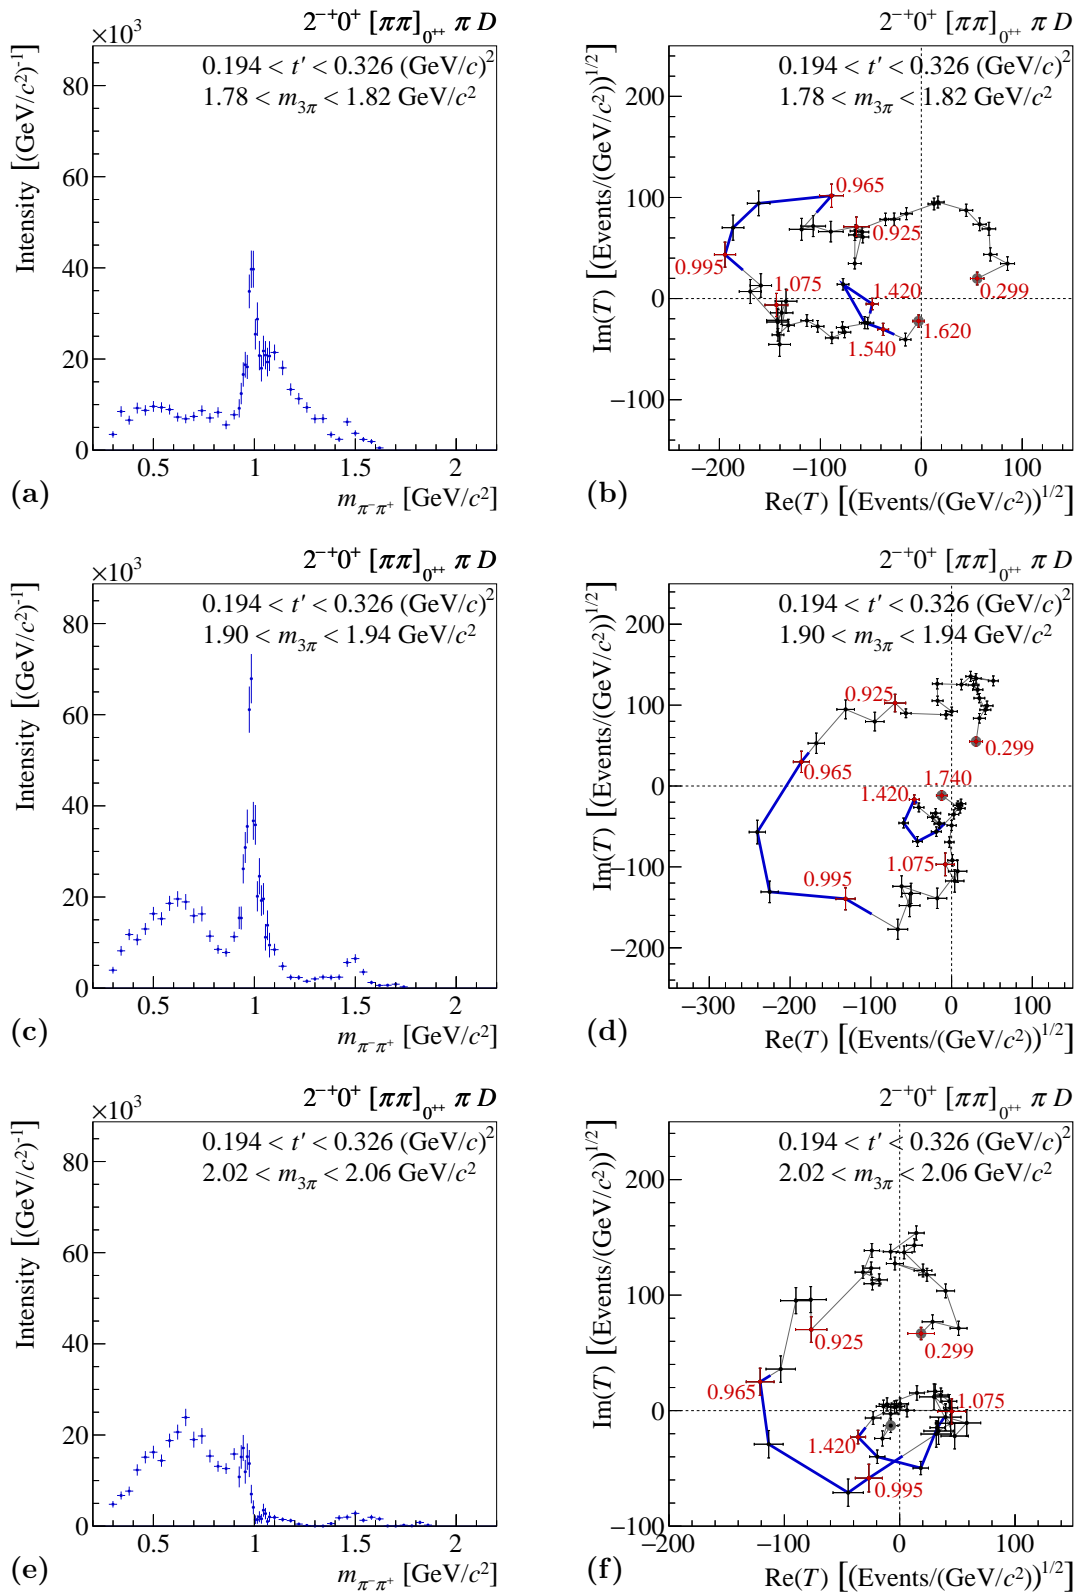 ×10³ 2⁻⁺0⁺ [ππ]₀₊₊ π D
Intensity [(GeV/c²)⁻¹]
0.194 < t′ < 0.326 (GeV/c)²
1.78 < m₃π < 1.82 GeV/c²
80
60
40
20
0
0.5 1 1.5 2
(a) m_π⁻π⁺ [GeV/c²]
2⁻⁺0⁺ [ππ]₀₊₊ π D
Im(T) [(Events/(GeV/c²))^1/2]
0.194 < t′ < 0.326 (GeV/c)²
1.78 < m₃π < 1.82 GeV/c²
200
100
0
−100
0.965
0.925
0.995
1.075
1.420
0.299
1.540
1.620
−200 −100 0 100
(b) Re(T) [(Events/(GeV/c²))^1/2]
×10³ 2⁻⁺0⁺ [ππ]₀₊₊ π D
Intensity [(GeV/c²)⁻¹]
0.194 < t′ < 0.326 (GeV/c)²
1.90 < m₃π < 1.94 GeV/c²
80
60
40
20
0
0.5 1 1.5 2
(c) m_π⁻π⁺ [GeV/c²]
2⁻⁺0⁺ [ππ]₀₊₊ π D
Im(T) [(Events/(GeV/c²))^1/2]
0.194 < t′ < 0.326 (GeV/c)²
1.90 < m₃π < 1.94 GeV/c²
200
100
0
−100
−200
0.925
0.299
0.965
1.740
1.420
1.075
0.995
−300 −200 −100 0 100
(d) Re(T) [(Events/(GeV/c²))^1/2]
×10³ 2⁻⁺0⁺ [ππ]₀₊₊ π D
Intensity [(GeV/c²)⁻¹]
0.194 < t′ < 0.326 (GeV/c)²
2.02 < m₃π < 2.06 GeV/c²
80
60
40
20
0
0.5 1 1.5 2
(e) m_π⁻π⁺ [GeV/c²]
2⁻⁺0⁺ [ππ]₀₊₊ π D
Im(T) [(Events/(GeV/c²))^1/2]
0.194 < t′ < 0.326 (GeV/c)²
2.02 < m₃π < 2.06 GeV/c²
200
100
0
−100
0.925
0.299
0.965
1.075
1.420
0.995
−200 −100 0 100
(f) Re(T) [(Events/(GeV/c²))^1/2]